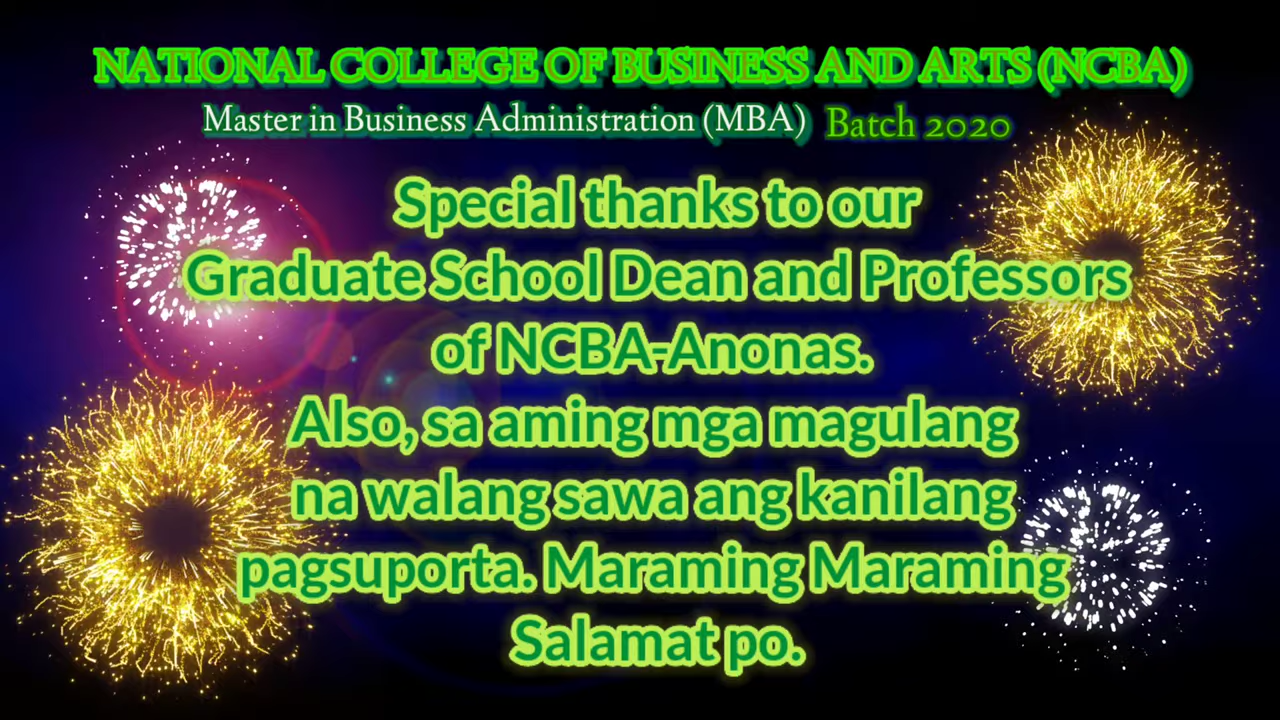 NATIONAL COLLEGE OF BUSINESS AND ARTS (NCBA)
Master in Business Administration (MBA) Batch 2020
Special thanks to our
Graduate School Dean and Professors
of NCBA-Anonas.
Also, sa aming mga magulang
na walang sawa ang kanilang
pagsuporta. Maraming Maraming
Salamat po.